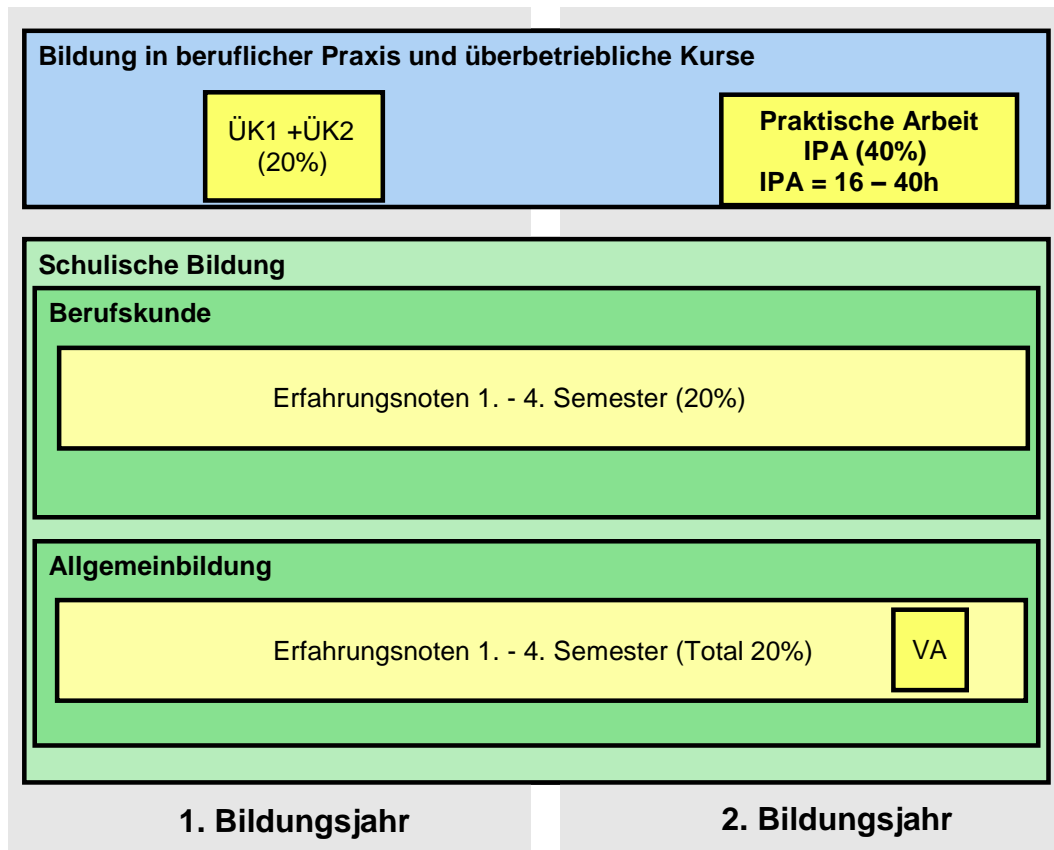 Bildung in beruflicher Praxis und überbetriebliche Kurse
ÜK1 +ÜK2
(20%)
Praktische Arbeit
IPA (40%)
IPA = 16 – 40h
Schulische Bildung
Berufskunde
Erfahrungsnoten 1. - 4. Semester (20%)
Allgemeinbildung
Erfahrungsnoten 1. - 4. Semester (Total 20%)
VA
1. Bildungsjahr
2. Bildungsjahr